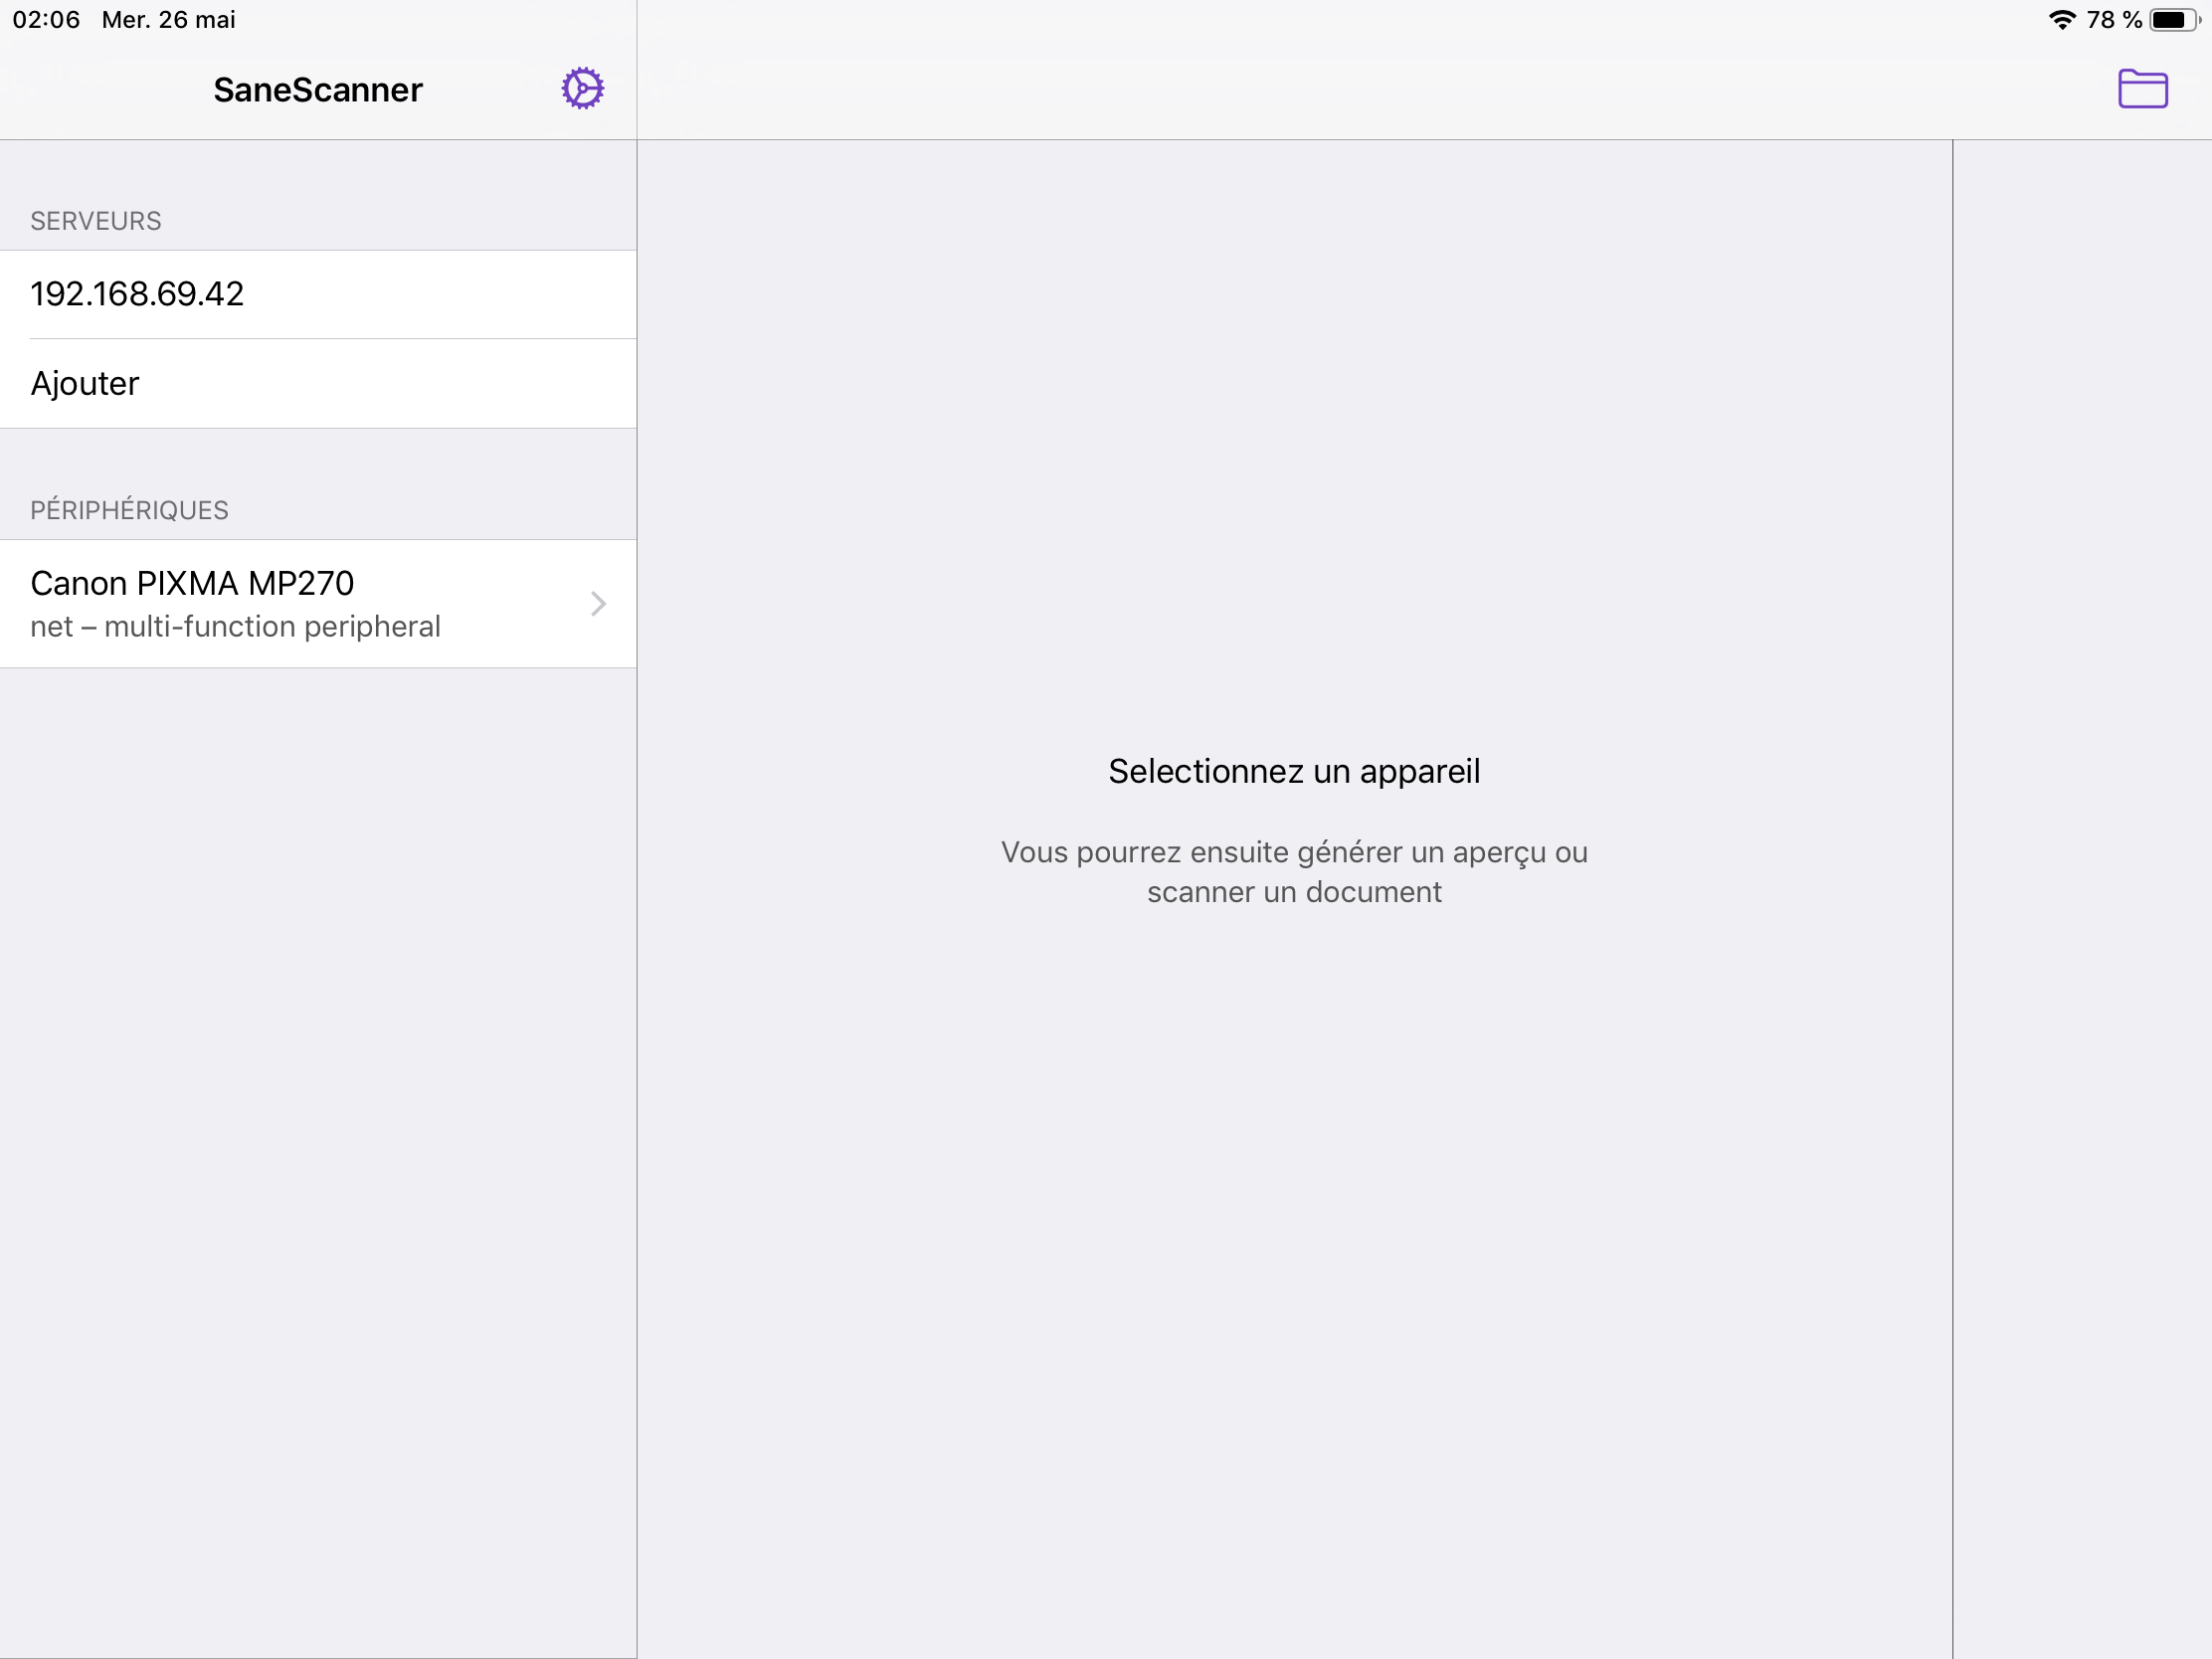 02:06 Mer. 26 mai
78 %
SaneScanner
SERVEURS
192.168.69.42
Ajouter
PÉRIPHÉRIQUES
Canon PIXMA MP270
net – multi-function peripheral
Selectionnez un appareil
Vous pourrez ensuite générer un aperçu ou
scanner un document